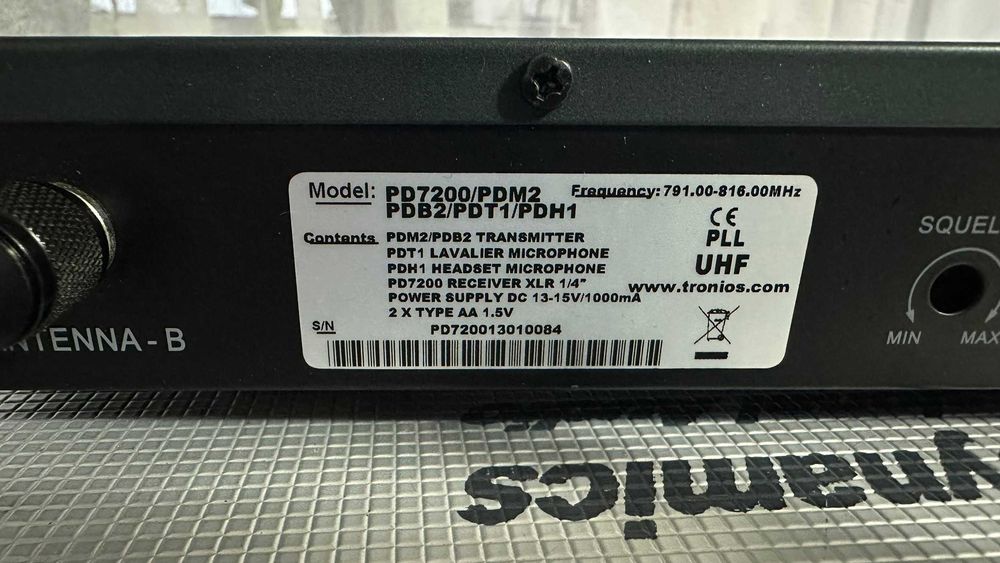 Model: PD7200/PDM2
PDB2/PDT1/PDH1
Frequency: 791.00-816.00MHz
Contents PDM2/PDB2 TRANSMITTER
PDT1 LAVALIER MICROPHONE
PDH1 HEADSET MICROPHONE
PD7200 RECEIVER XLR 1/4"
POWER SUPPLY DC 13-15V/1000mA
2 X TYPE AA 1.5V
CE
PLL
UHF
www.tronios.com
S/N PD720013010084
- B
MIN
MAX